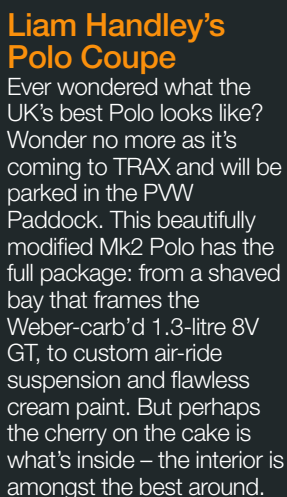 Liam Handley's
Polo Coupe
Ever wondered what the
UK's best Polo looks like?
Wonder no more as it's
coming to TRAX and will be
parked in the PVW
Paddock. This beautifully
modified Mk2 Polo has the
full package: from a shaved
bay that frames the
Weber-carb'd 1.3-litre 8V
GT, to custom air-ride
suspension and flawless
cream paint. But perhaps
the cherry on the cake is
what's inside – the interior is
amongst the best around.